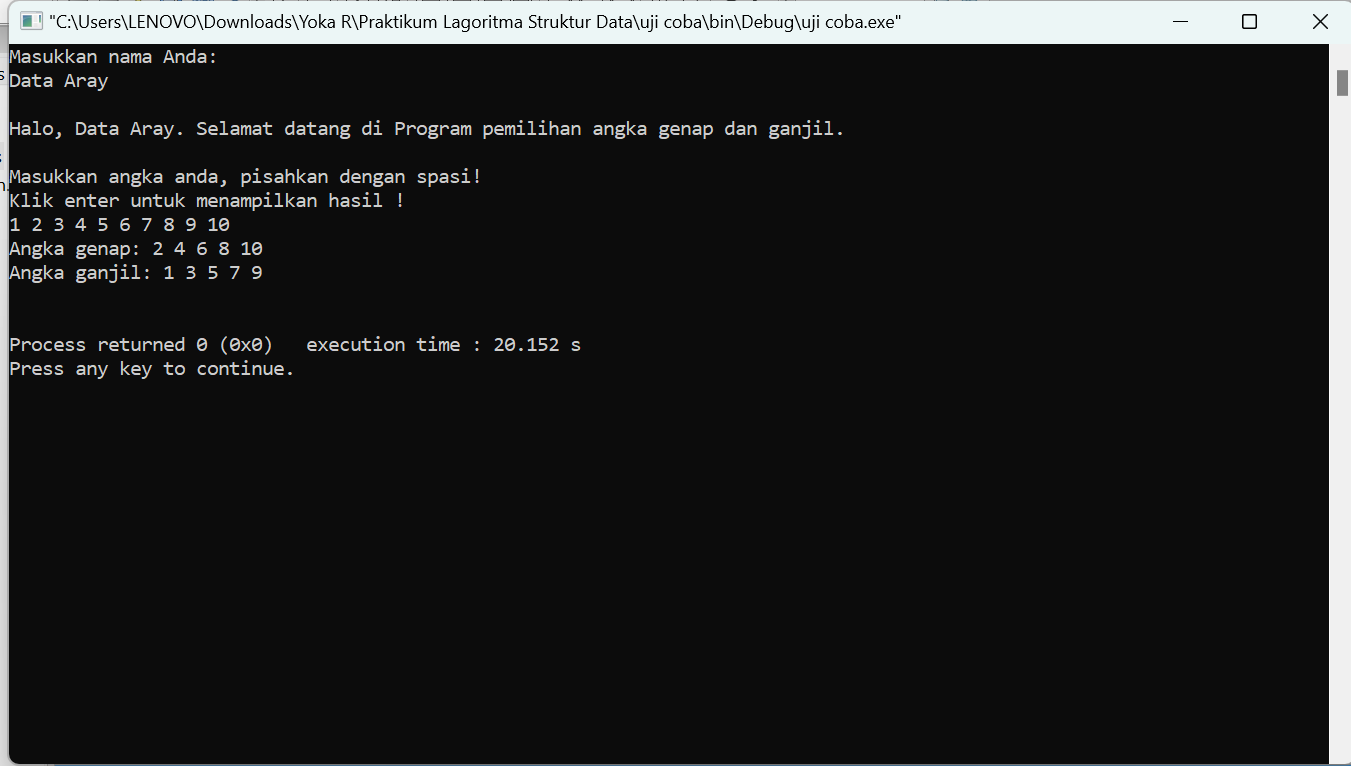 "C:\Users\LENOVO\Downloads\Yoka R\Praktikum Lagoritma Struktur Data\uji coba\bin\Debug\uji coba.exe"
Masukkan nama Anda:
Data Aray
Halo, Data Aray. Selamat datang di Program pemilihan angka genap dan ganjil.
Masukkan angka anda, pisahkan dengan spasi!
Klik enter untuk menampilkan hasil !
1 2 3 4 5 6 7 8 9 10
Angka genap: 2 4 6 8 10
Angka ganjil: 1 3 5 7 9
Process returned 0 (0x0)   execution time : 20.152 s
Press any key to continue.